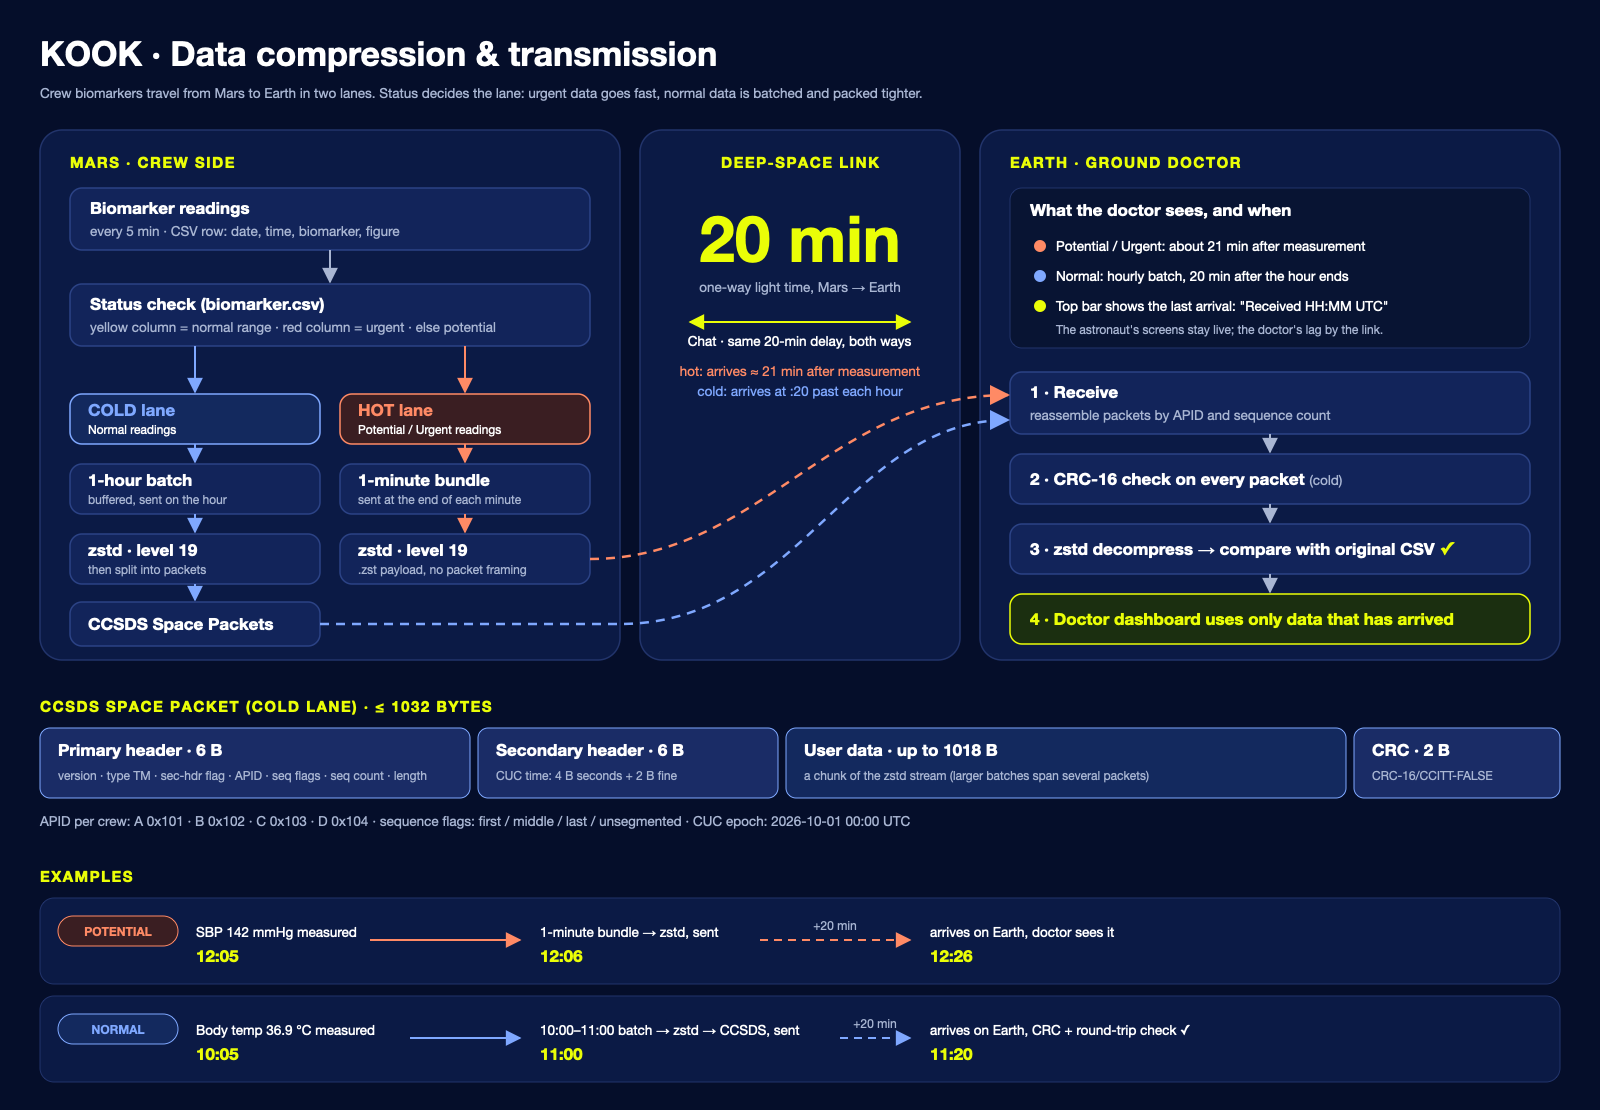 KOOK · Data compression & transmission
Crew biomarkers travel from Mars to Earth in two lanes. Status decides the lane: urgent data goes fast, normal data is batched and packed tighter.
MARS · CREW SIDE
Biomarker readings
every 5 min · CSV row: date, time, biomarker, figure
Status check (biomarker.csv)
yellow column = normal range · red column = urgent · else potential
COLD lane
Normal readings
HOT lane
Potential / Urgent readings
1-hour batch
buffered, sent on the hour
1-minute bundle
sent at the end of each minute
zstd · level 19
then split into packets
zstd · level 19
.zst payload, no packet framing
CCSDS Space Packets
DEEP-SPACE LINK
20 min
one-way light time, Mars → Earth
Chat · same 20-min delay, both ways
hot: arrives ≈ 21 min after measurement
cold: arrives at :20 past each hour
EARTH · GROUND DOCTOR
What the doctor sees, and when
Potential / Urgent: about 21 min after measurement
Normal: hourly batch, 20 min after the hour ends
Top bar shows the last arrival: "Received HH:MM UTC"
The astronaut's screens stay live; the doctor's lag by the link.
1 · Receive
reassemble packets by APID and sequence count
2 · CRC-16 check on every packet (cold)
3 · zstd decompress → compare with original CSV ✓
4 · Doctor dashboard uses only data that has arrived
CCSDS SPACE PACKET (COLD LANE) · ≤ 1032 BYTES
Primary header · 6 B
version · type TM · sec-hdr flag · APID · seq flags · seq count · length
Secondary header · 6 B
CUC time: 4 B seconds + 2 B fine
User data · up to 1018 B
a chunk of the zstd stream (larger batches span several packets)
CRC · 2 B
CRC-16/CCITT-FALSE
APID per crew: A 0x101 · B 0x102 · C 0x103 · D 0x104 · sequence flags: first / middle / last / unsegmented · CUC epoch: 2026-10-01 00:00 UTC
EXAMPLES
POTENTIAL
SBP 142 mmHg measured
12:05
1-minute bundle → zstd, sent
12:06
+20 min
arrives on Earth, doctor sees it
12:26
NORMAL
Body temp 36.9 °C measured
10:05
10:00–11:00 batch → zstd → CCSDS, sent
11:00
+20 min
arrives on Earth, CRC + round-trip check ✓
11:20